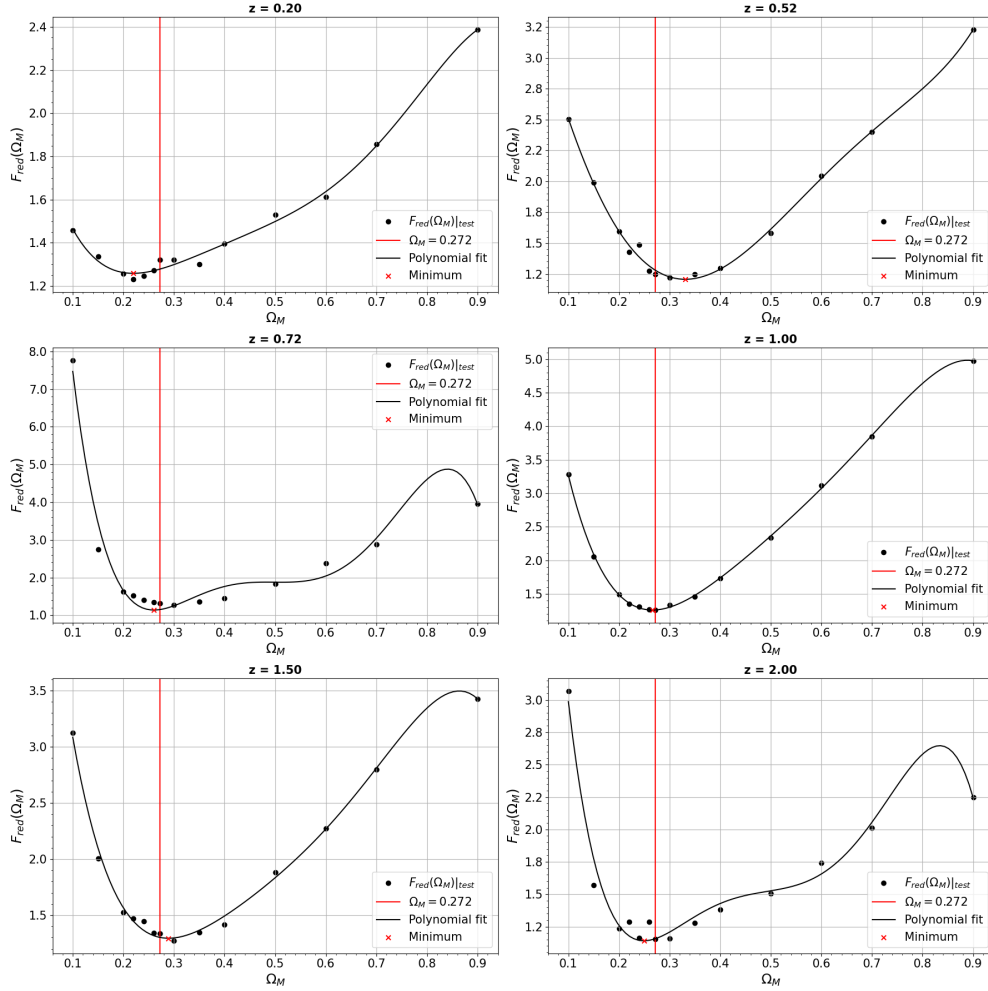 z = 0.20
2.4
2.2
2.0
1.8
1.6
1.4
1.2
F_red(Ω_M)
0.1 0.2 0.3 0.4 0.5 0.6 0.7 0.8 0.9
Ω_M
F_red(Ω_M)|_test
Ω_M = 0.272
Polynomial fit
Minimum
z = 0.52
3.2
3.0
2.8
2.5
2.2
2.0
1.8
1.5
1.2
F_red(Ω_M)
0.1 0.2 0.3 0.4 0.5 0.6 0.7 0.8 0.9
Ω_M
F_red(Ω_M)|_test
Ω_M = 0.272
Polynomial fit
Minimum
z = 0.72
8.0
7.0
6.0
5.0
4.0
3.0
2.0
1.0
F_red(Ω_M)
0.1 0.2 0.3 0.4 0.5 0.6 0.7 0.8 0.9
Ω_M
F_red(Ω_M)|_test
Ω_M = 0.272
Polynomial fit
Minimum
z = 1.00
5.0
4.5
4.0
3.5
3.0
2.5
2.0
1.5
1.0
F_red(Ω_M)
0.1 0.2 0.3 0.4 0.5 0.6 0.7 0.8 0.9
Ω_M
F_red(Ω_M)|_test
Ω_M = 0.272
Polynomial fit
Minimum
z = 1.50
3.5
3.0
2.5
2.0
1.5
F_red(Ω_M)
0.1 0.2 0.3 0.4 0.5 0.6 0.7 0.8 0.9
Ω_M
F_red(Ω_M)|_test
Ω_M = 0.272
Polynomial fit
Minimum
z = 2.00
3.0
2.8
2.5
2.2
2.0
1.8
1.5
1.2
F_red(Ω_M)
0.1 0.2 0.3 0.4 0.5 0.6 0.7 0.8 0.9
Ω_M
F_red(Ω_M)|_test
Ω_M = 0.272
Polynomial fit
Minimum